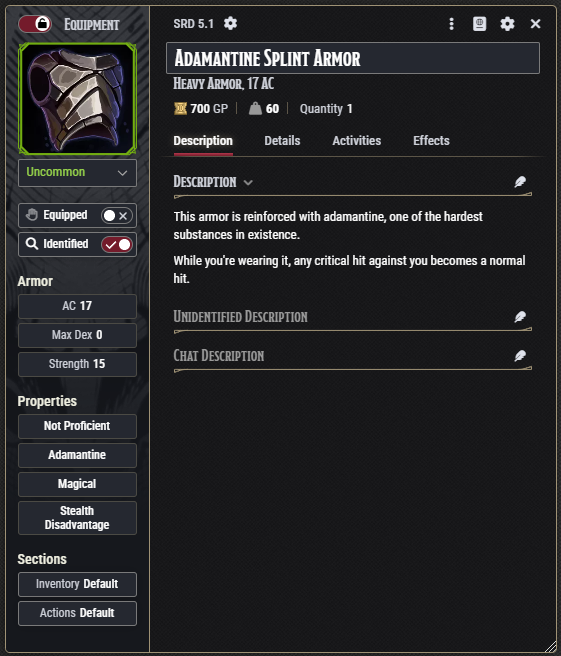 Equipment
SRD 5.1
Adamantine Splint Armor
Heavy Armor, 17 AC
700 GP
60
Quantity 1
Uncommon
Description
Details
Activities
Effects
Equipped
Identified
Armor
AC 17
Max Dex 0
Strength 15
Properties
Not Proficient
Adamantine
Magical
Stealth
Disadvantage
Sections
Inventory Default
Actions Default
Description
This armor is reinforced with adamantine, one of the hardest
substances in existence.
While you're wearing it, any critical hit against you becomes a normal
hit.
Unidentified Description
Chat Description